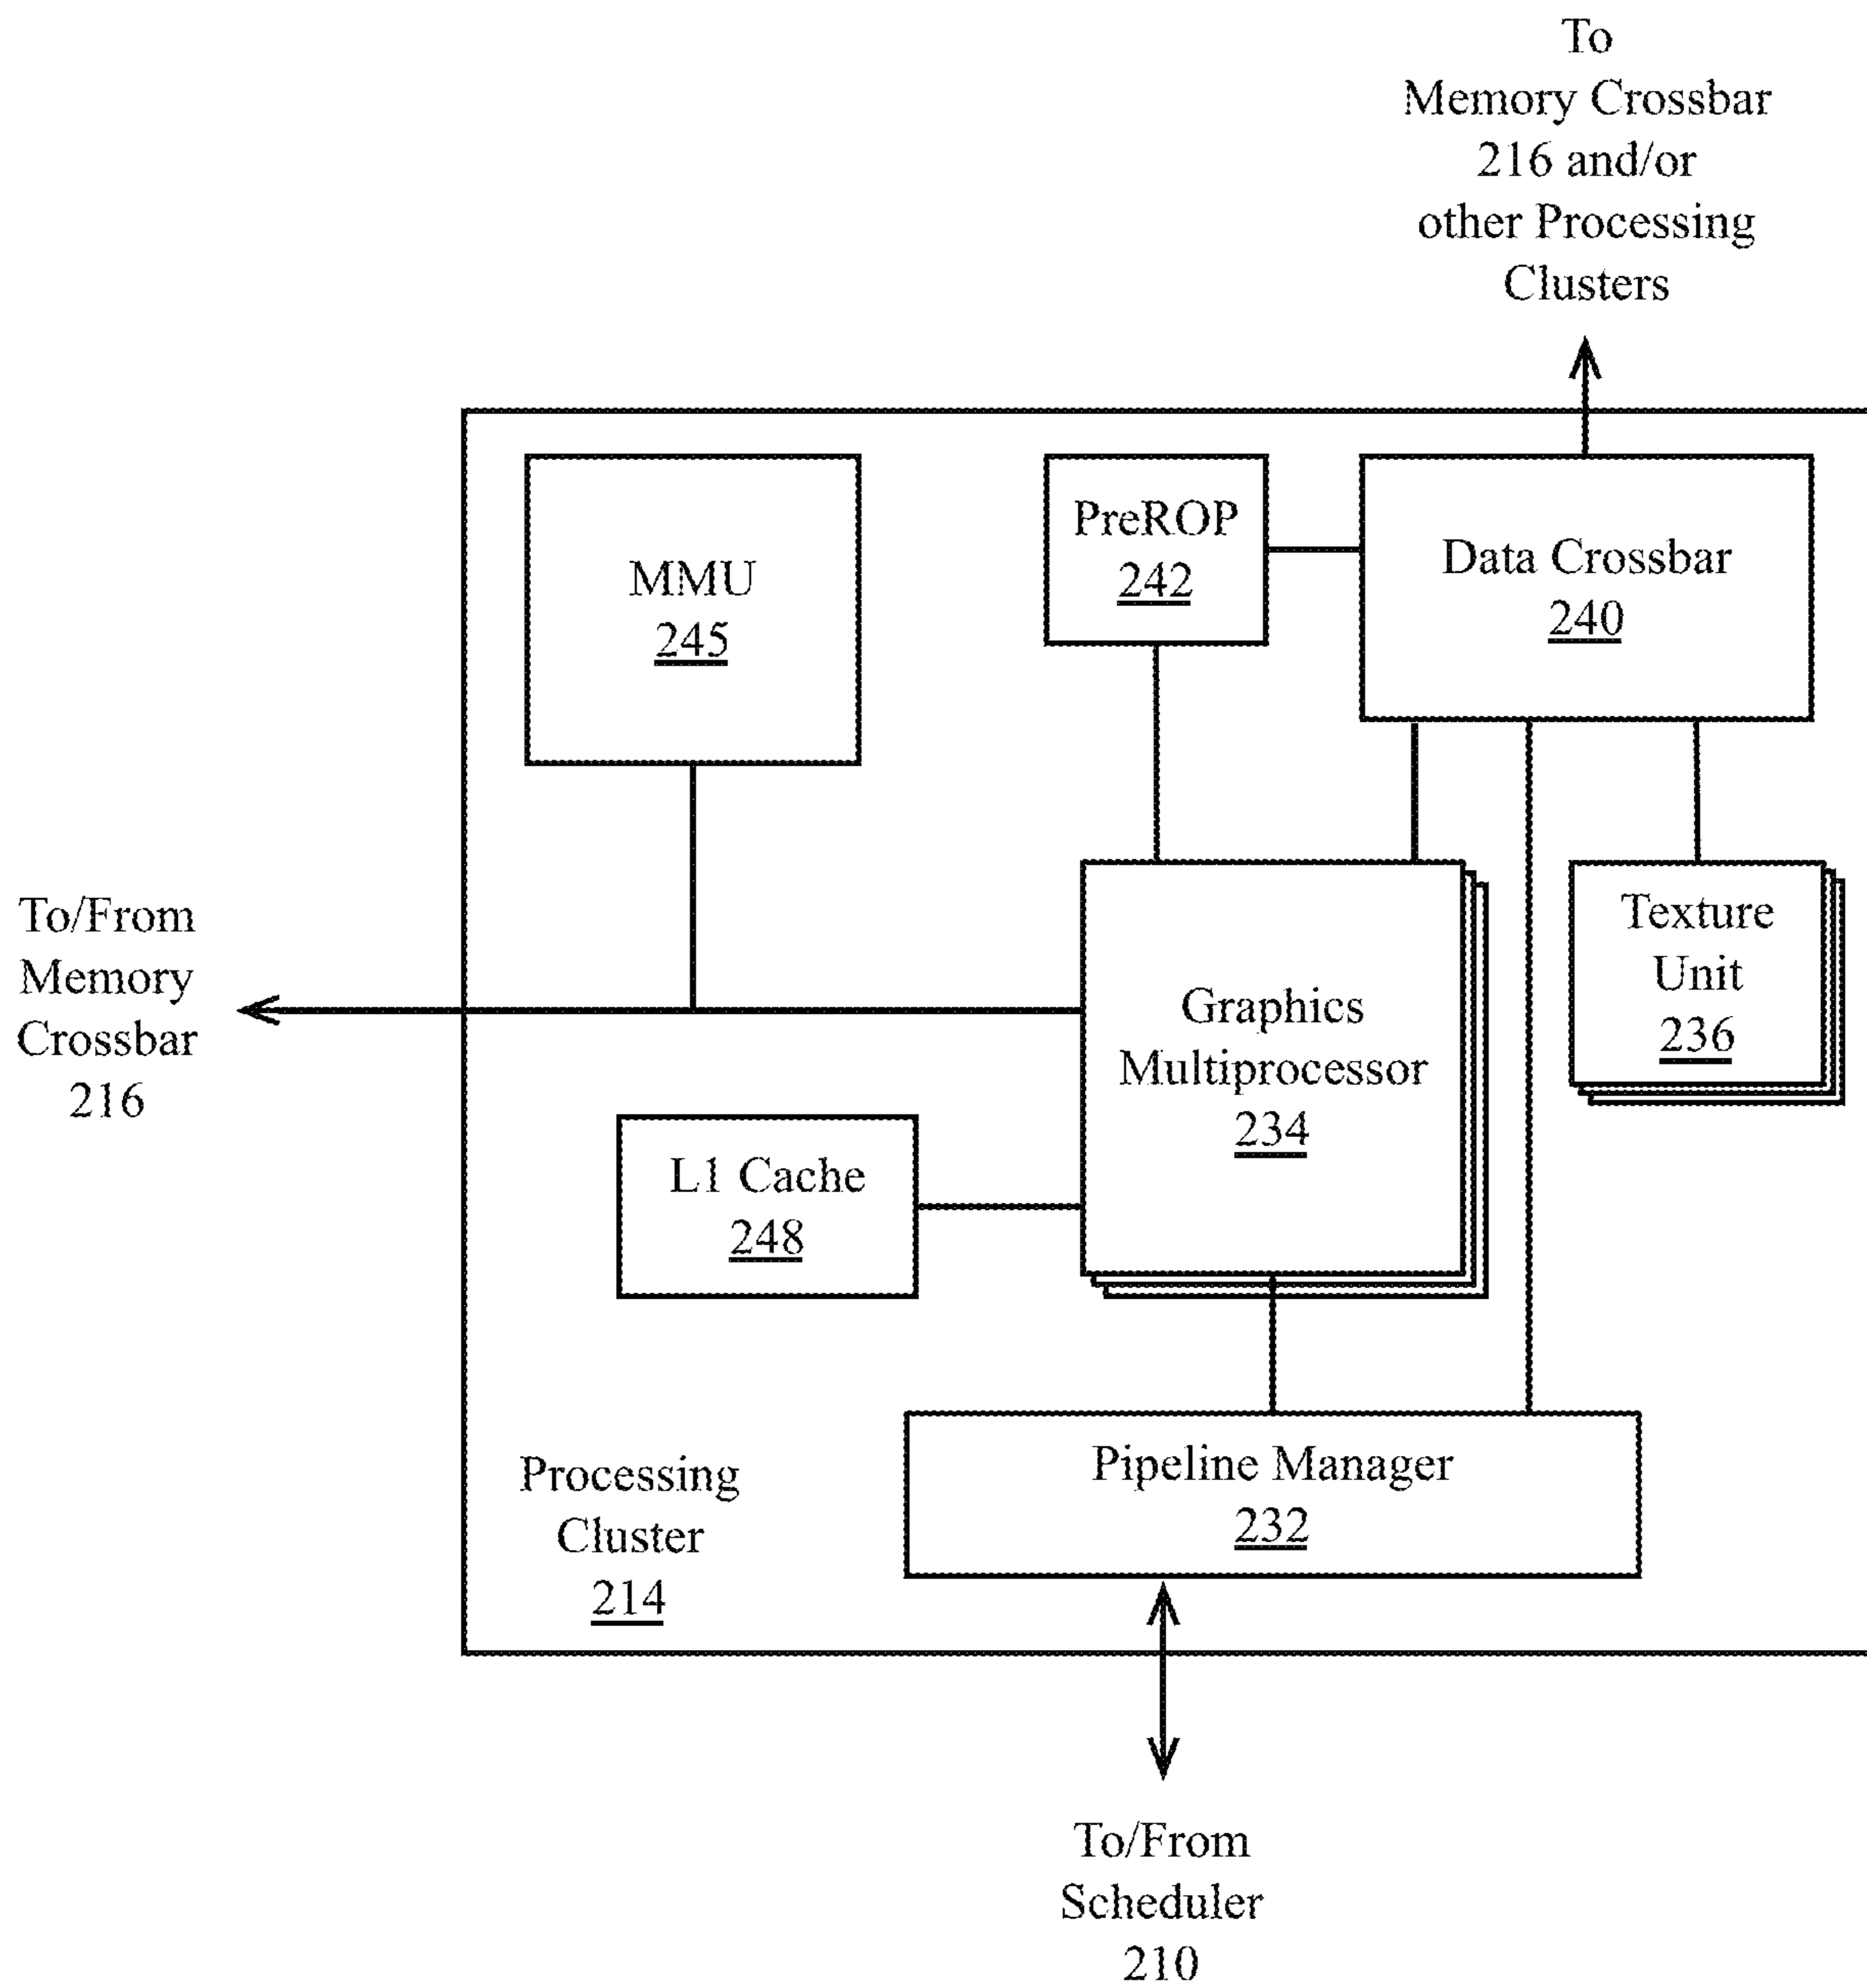 To
Memory Crossbar
216 and/or
other Processing
Clusters
MMU
245
PreROP
242
Data Crossbar
240
To/From
Memory
Crossbar
216
Graphics
Multiprocessor
234
Texture
Unit
236
L1 Cache
248
Processing
Cluster
214
Pipeline Manager
232
To/From
Scheduler
210